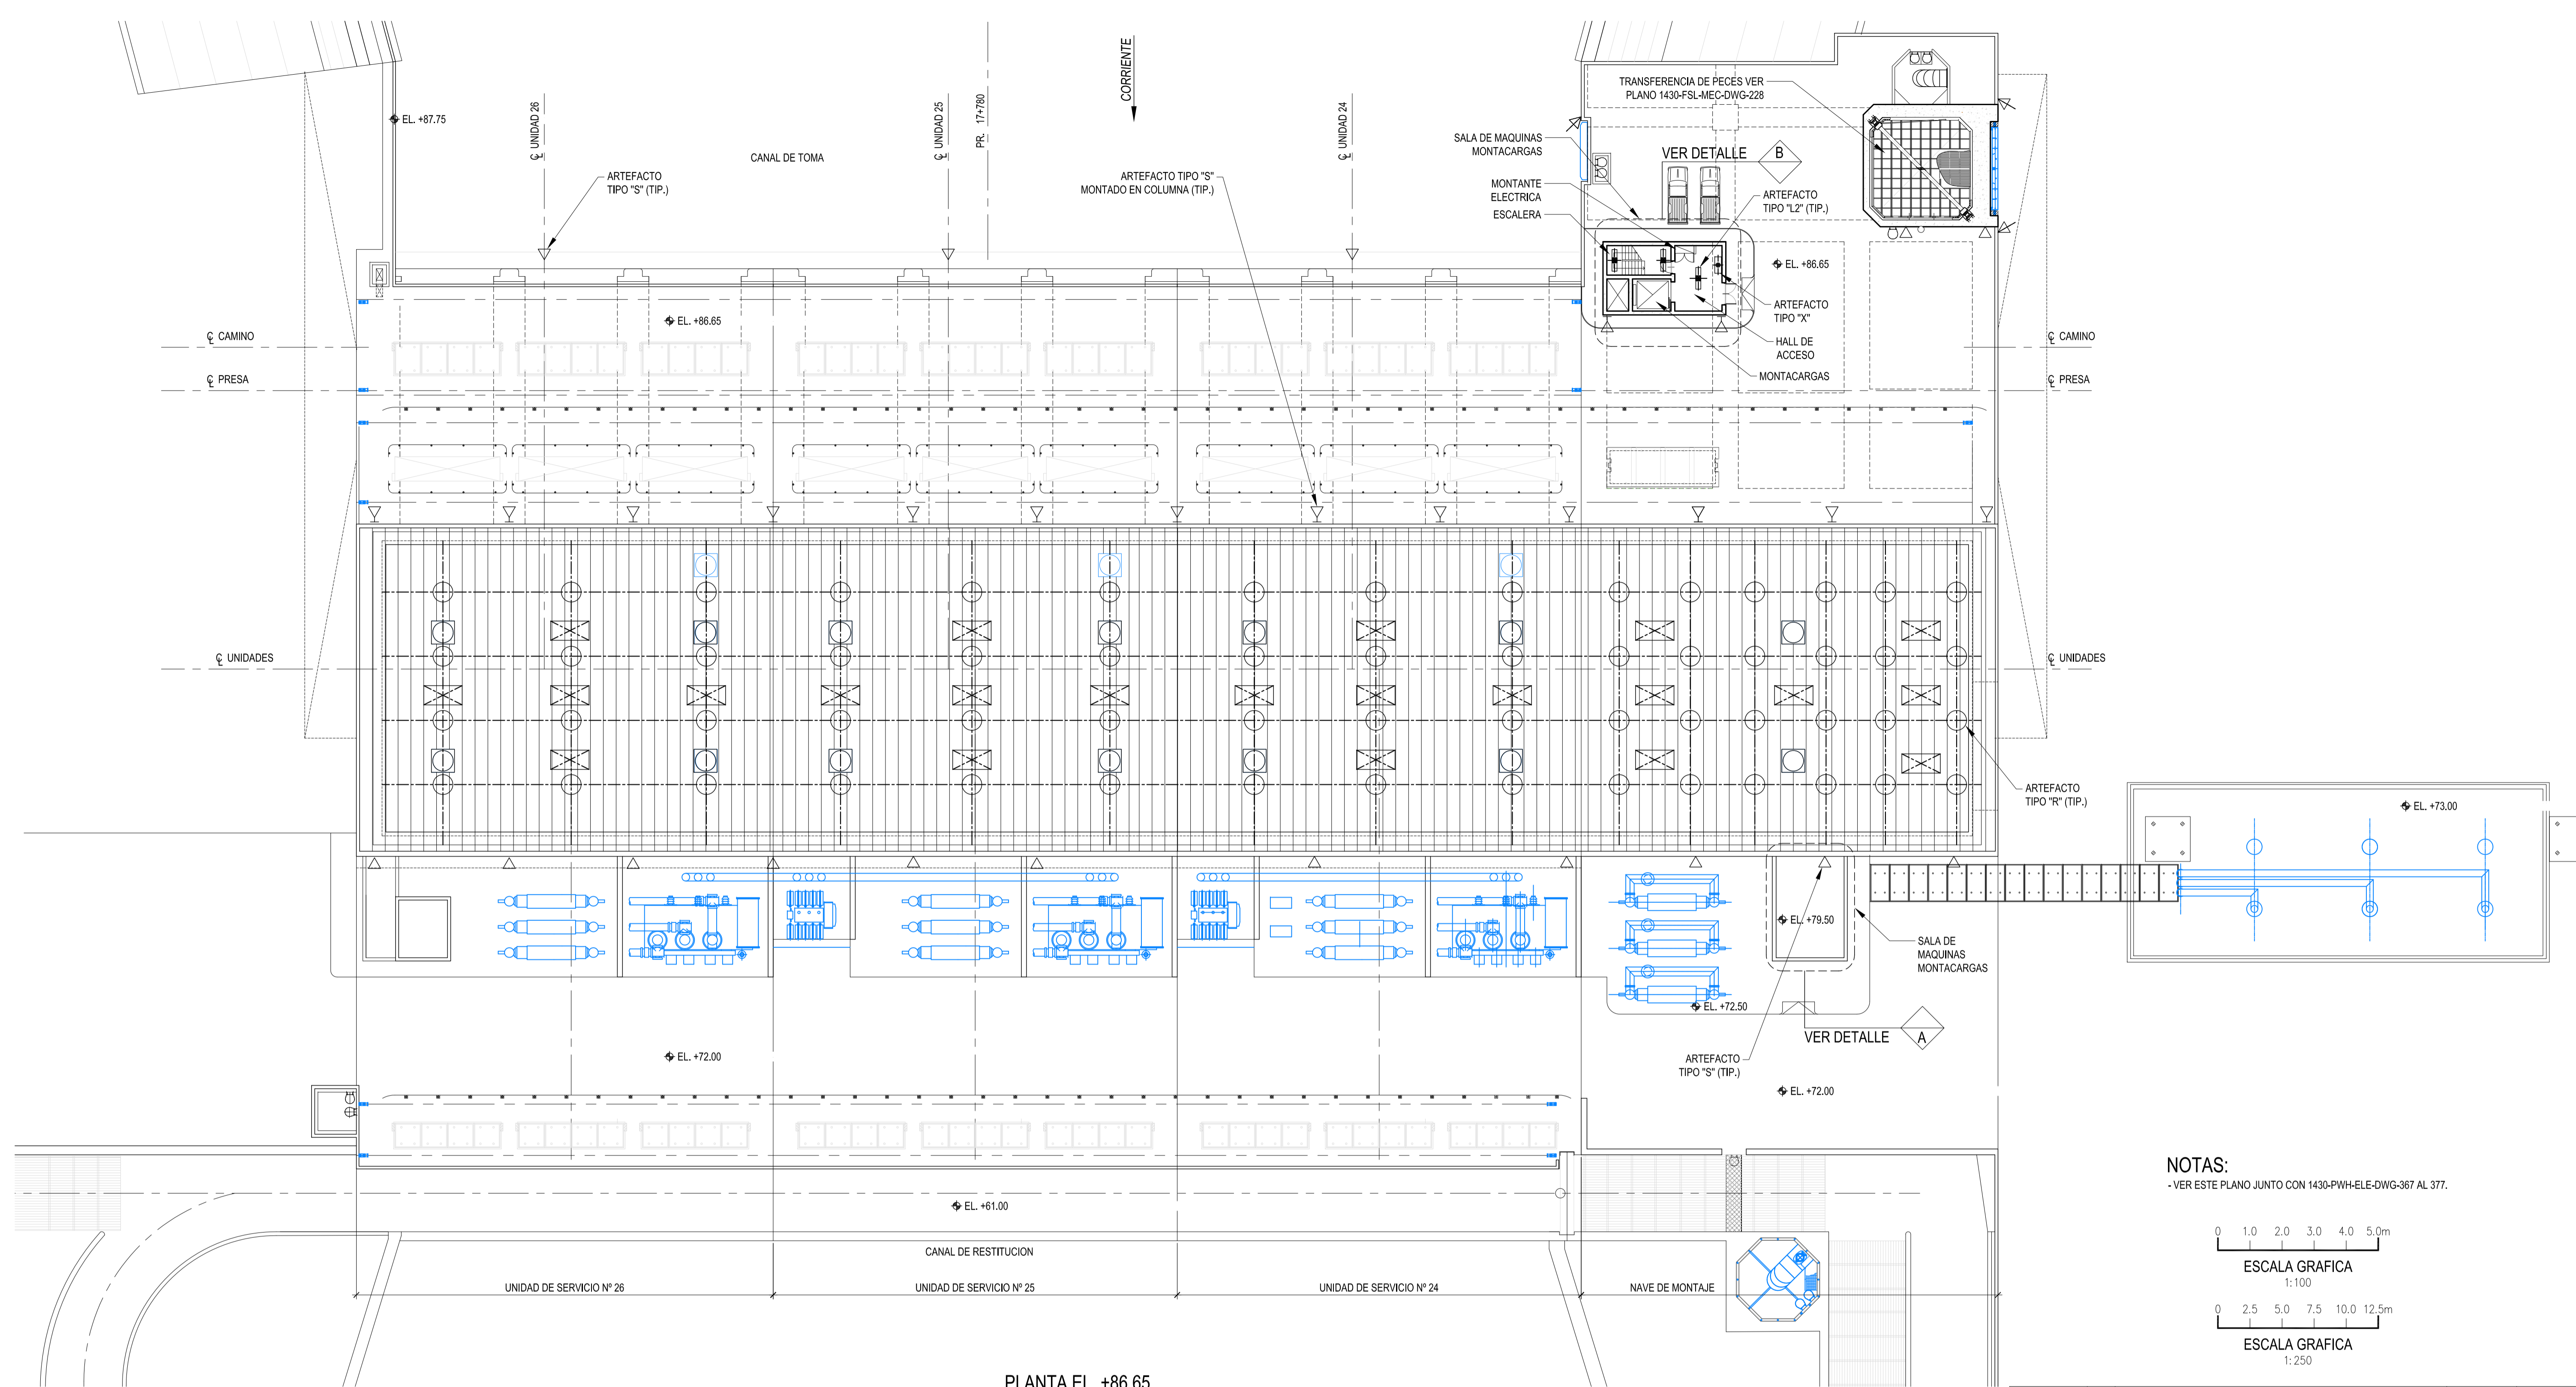 CORRIENTE
TRANSFERENCIA DE PECES VER
PLANO 1430-FSL-MEC-DWG-228
EL. +87.75
℄ UNIDAD 26
℄ UNIDAD 25
PR. 17+780
℄ UNIDAD 24
CANAL DE TOMA
SALA DE MAQUINAS
MONTACARGAS
VER DETALLE
B
ARTEFACTO
TIPO "S" (TIP.)
ARTEFACTO TIPO "S"
MONTADO EN COLUMNA (TIP.)
MONTANTE
ELECTRICA
ESCALERA
ARTEFACTO
TIPO "L2" (TIP.)
EL. +86.65
ARTEFACTO
TIPO "X"
EL. +86.65
HALL DE
ACCESO
MONTACARGAS
℄ CAMINO
℄ CAMINO
℄ PRESA
℄ PRESA
℄ UNIDADES
℄ UNIDADES
ARTEFACTO
TIPO "R" (TIP.)
EL. +73.00
EL. +79.50
SALA DE
MAQUINAS
MONTACARGAS
EL. +72.50
VER DETALLE
A
ARTEFACTO
TIPO "S" (TIP.)
EL. +72.00
EL. +72.00
EL. +61.00
CANAL DE RESTITUCION
UNIDAD DE SERVICIO Nº 26
UNIDAD DE SERVICIO Nº 25
UNIDAD DE SERVICIO Nº 24
NAVE DE MONTAJE
NOTAS:
- VER ESTE PLANO JUNTO CON 1430-PWH-ELE-DWG-367 AL 377.
0 1.0 2.0 3.0 4.0 5.0m
ESCALA GRAFICA
1:100
0 2.5 5.0 7.5 10.0 12.5m
ESCALA GRAFICA
1:250
PLANTA EL. +86.65